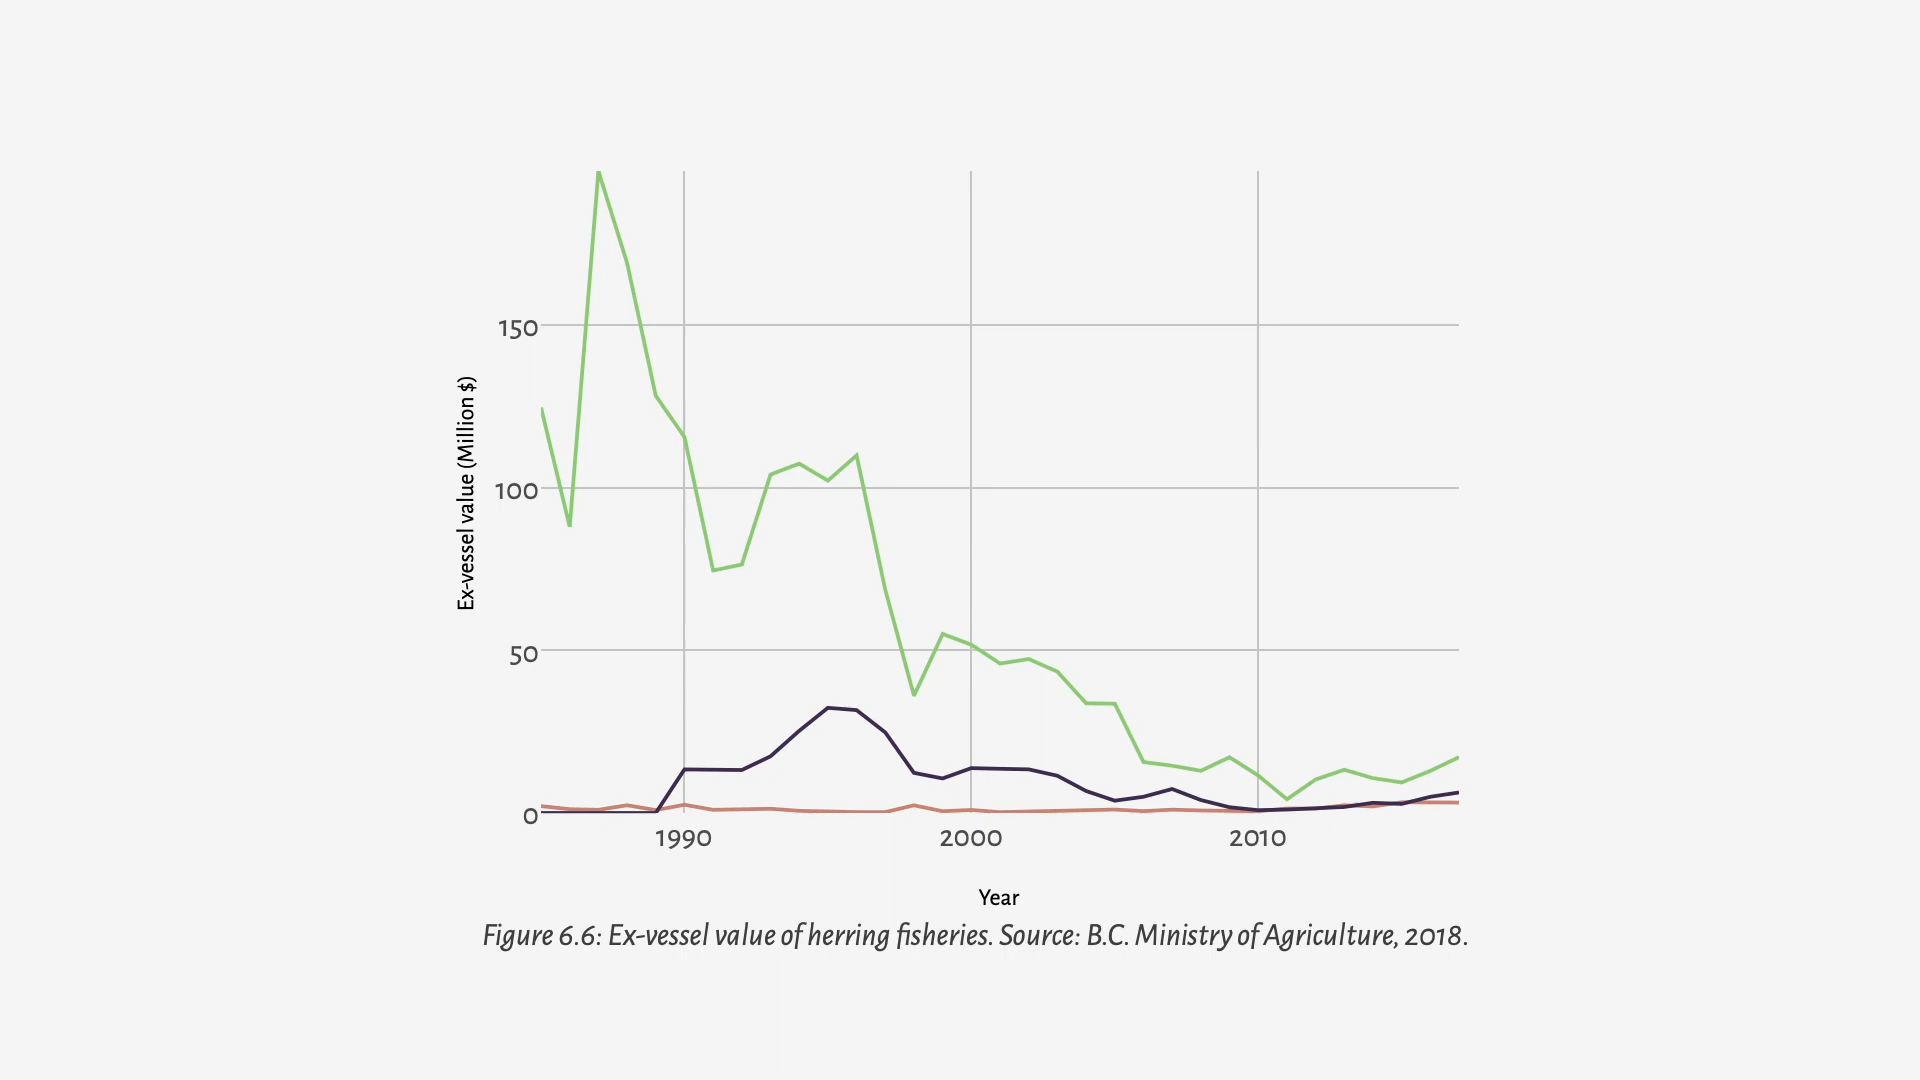 150
100
50
0
Ex-vessel value (Million $)
1990 2000 2010
Year
Figure 6.6: Ex-vessel value of herring fisheries. Source: B.C. Ministry of Agriculture, 2018.